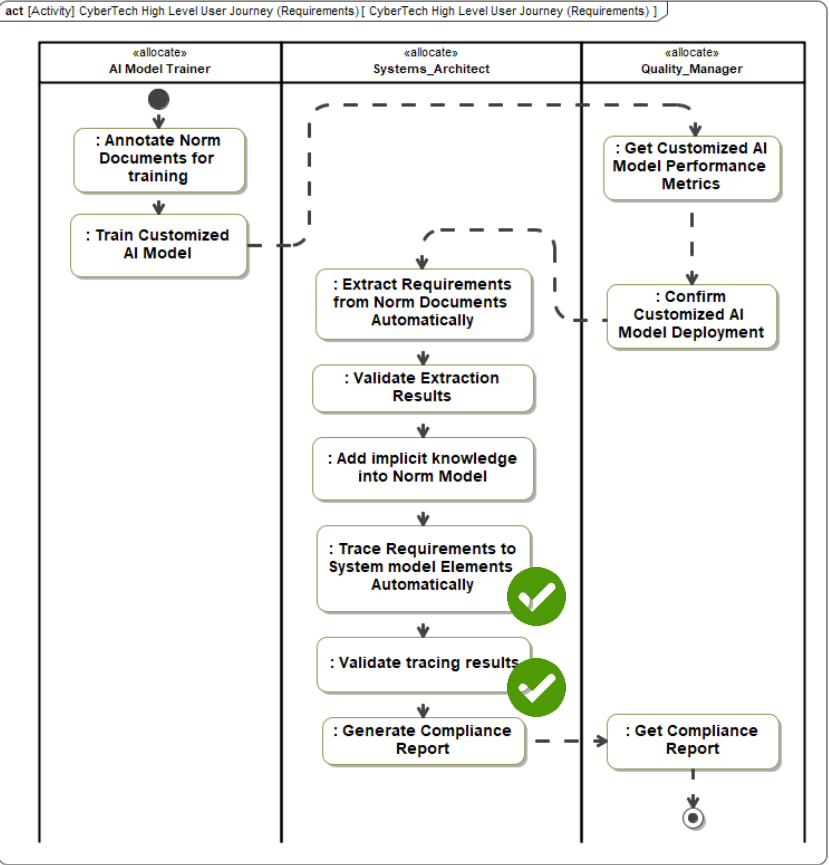 act [Activity] CyberTech High Level User Journey (Requirements) [ CyberTech High Level User Journey (Requirements) ]
«allocate»
AI Model Trainer
«allocate»
Systems_Architect
«allocate»
Quality_Manager
: Annotate Norm
Documents for
training
: Train Customized
AI Model
: Get Customized AI
Model Performance
Metrics
: Confirm
Customized AI
Model Deployment
: Extract Requirements
from Norm Documents
Automatically
: Validate Extraction
Results
: Add implicit knowledge
into Norm Model
: Trace Requirements to
System model Elements
Automatically
: Validate tracing results
: Generate Compliance
Report
: Get Compliance
Report